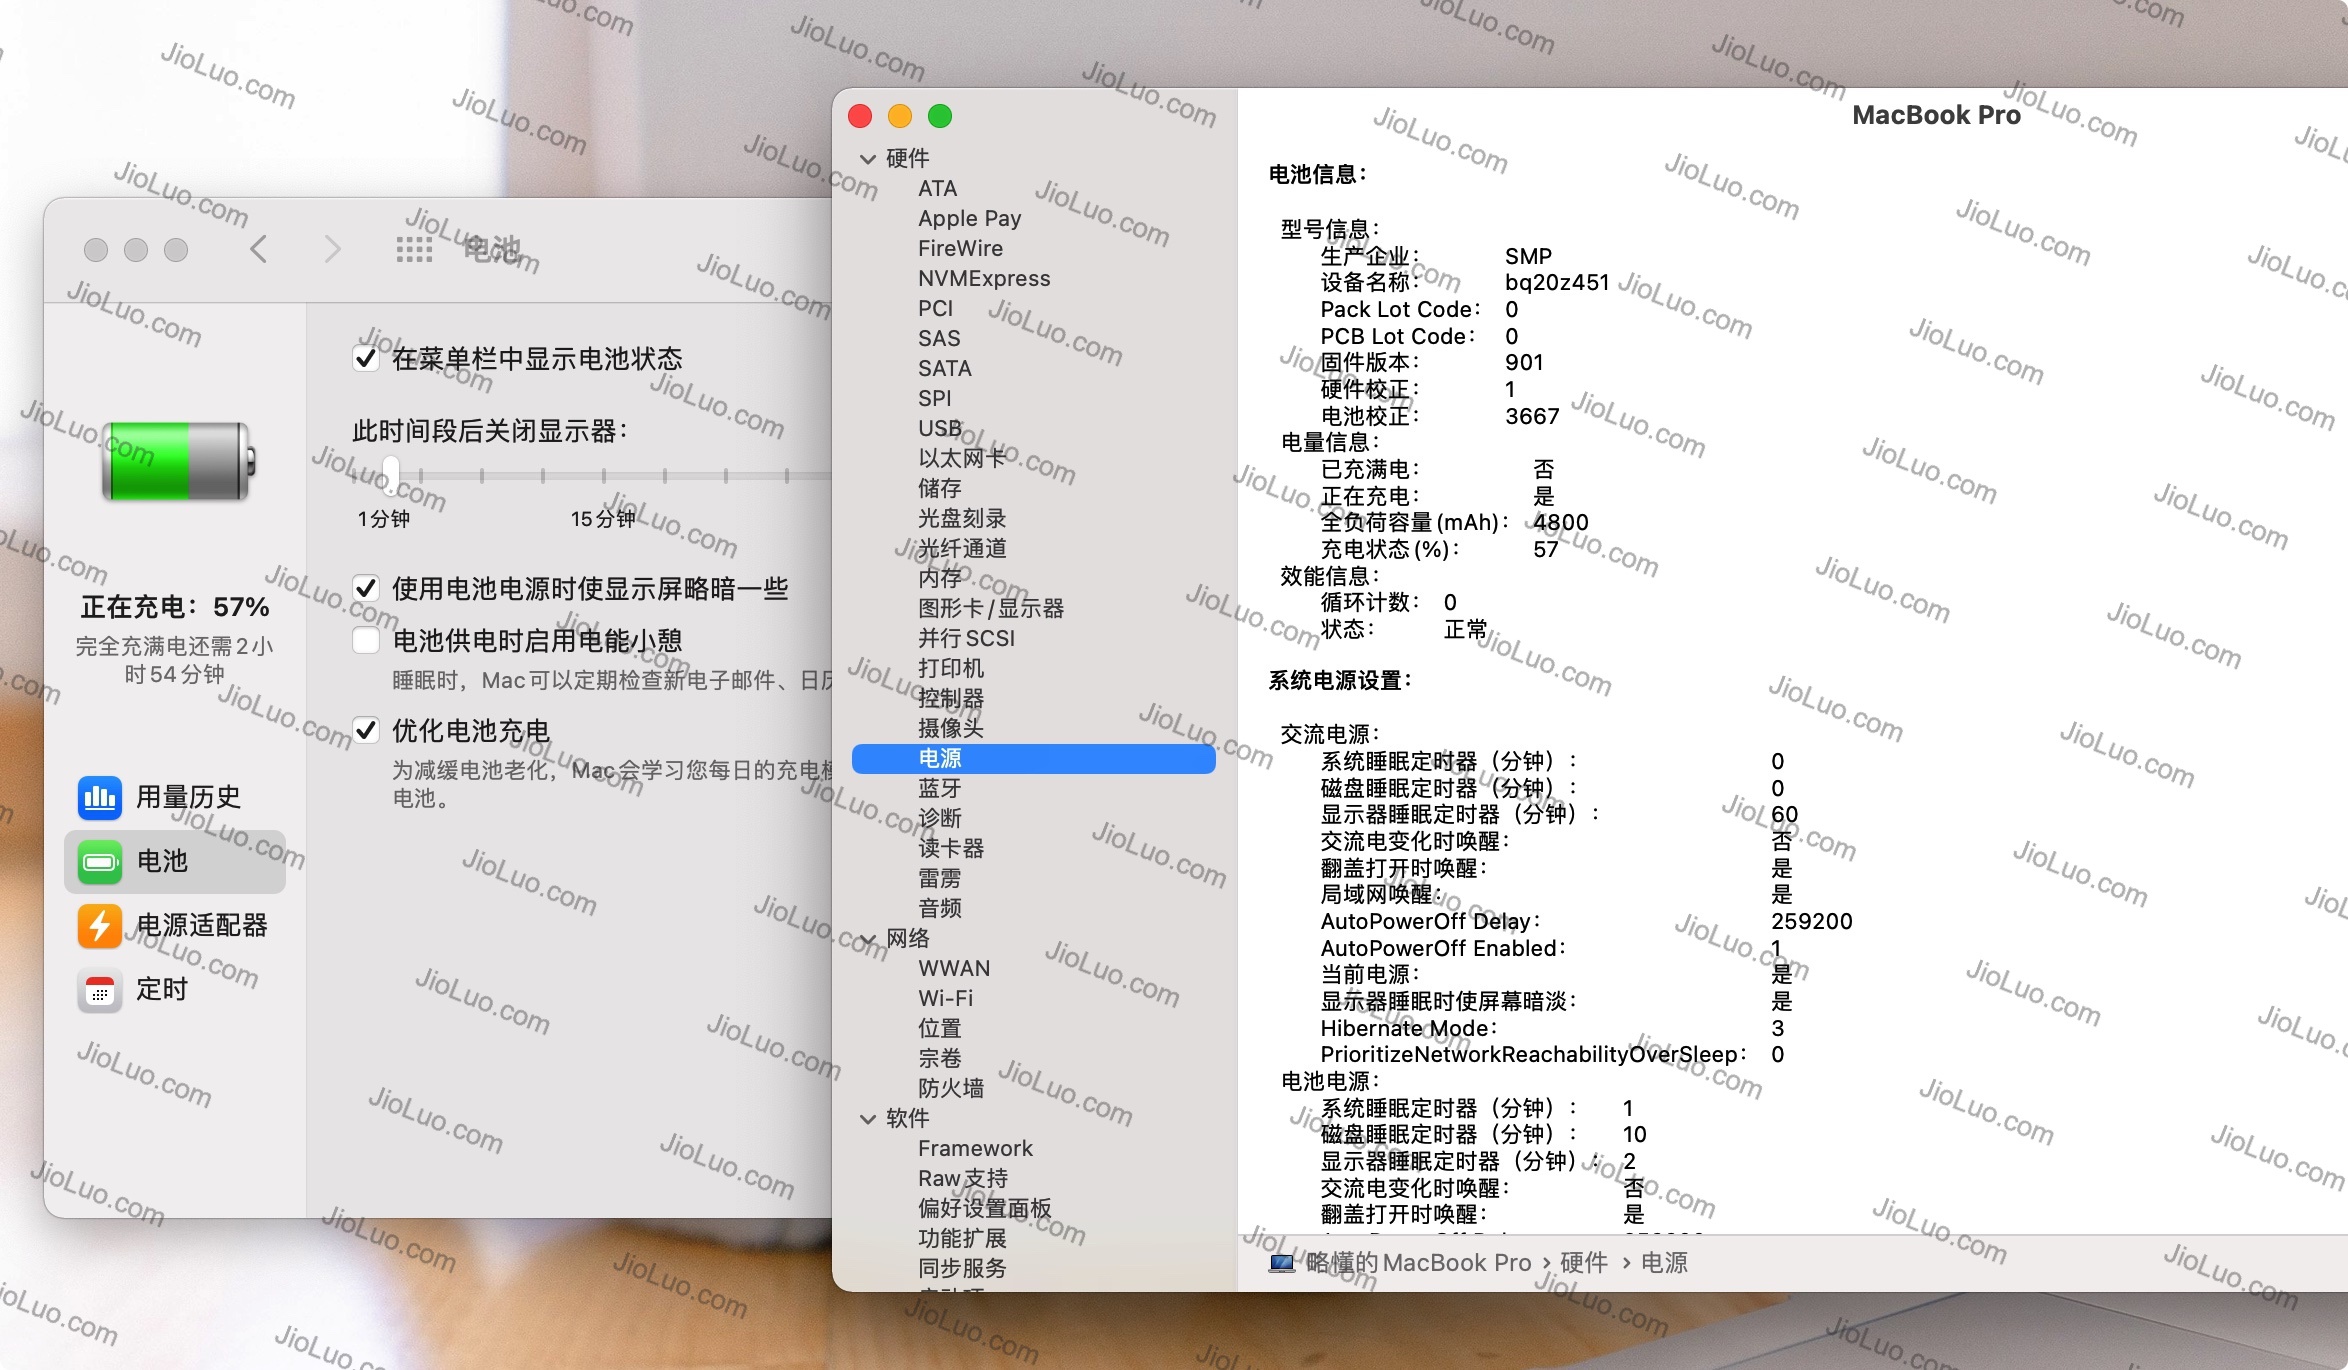 电池
在菜单栏中显示电池状态
此时间段后关闭显示器：
1分钟
15分钟
使用电池电源时使显示屏略暗一些
电池供电时启用电能小憩
睡眠时，Mac可以定期检查新电子邮件、日历
优化电池充电
为减缓电池老化，Mac会学习您每日的充电模
电池。
正在充电：57%
完全充满电还需2小
时54分钟
用量历史
电池
电源适配器
定时
MacBook Pro
硬件
ATA
Apple Pay
FireWire
NVMExpress
PCI
SAS
SATA
SPI
USB
以太网卡
储存
光盘刻录
光纤通道
内存
图形卡/显示器
并行SCSI
打印机
控制器
摄像头
电源
蓝牙
诊断
读卡器
雷雳
音频
网络
WWAN
Wi-Fi
位置
宗卷
防火墙
软件
Framework
Raw支持
偏好设置面板
功能扩展
同步服务
电池信息：
型号信息：
生产企业： SMP
设备名称： bq20z451
Pack Lot Code： 0
PCB Lot Code： 0
固件版本： 901
硬件校正： 1
电池校正： 3667
电量信息：
已充满电： 否
正在充电： 是
全负荷容量(mAh)： 4800
充电状态(%)： 57
效能信息：
循环计数： 0
状态： 正常
系统电源设置：
交流电源：
系统睡眠定时器（分钟）： 0
磁盘睡眠定时器（分钟）： 0
显示器睡眠定时器（分钟）： 60
交流电变化时唤醒： 否
翻盖打开时唤醒： 是
局域网唤醒： 是
AutoPowerOff Delay： 259200
AutoPowerOff Enabled： 1
当前电源： 是
显示器睡眠时使屏幕暗淡： 是
Hibernate Mode： 3
PrioritizeNetworkReachabilityOverSleep： 0
电池电源：
系统睡眠定时器（分钟）： 1
磁盘睡眠定时器（分钟）： 10
显示器睡眠定时器（分钟）： 2
交流电变化时唤醒： 否
翻盖打开时唤醒： 是
略懂的MacBook Pro › 硬件 › 电源
JioLuo.com